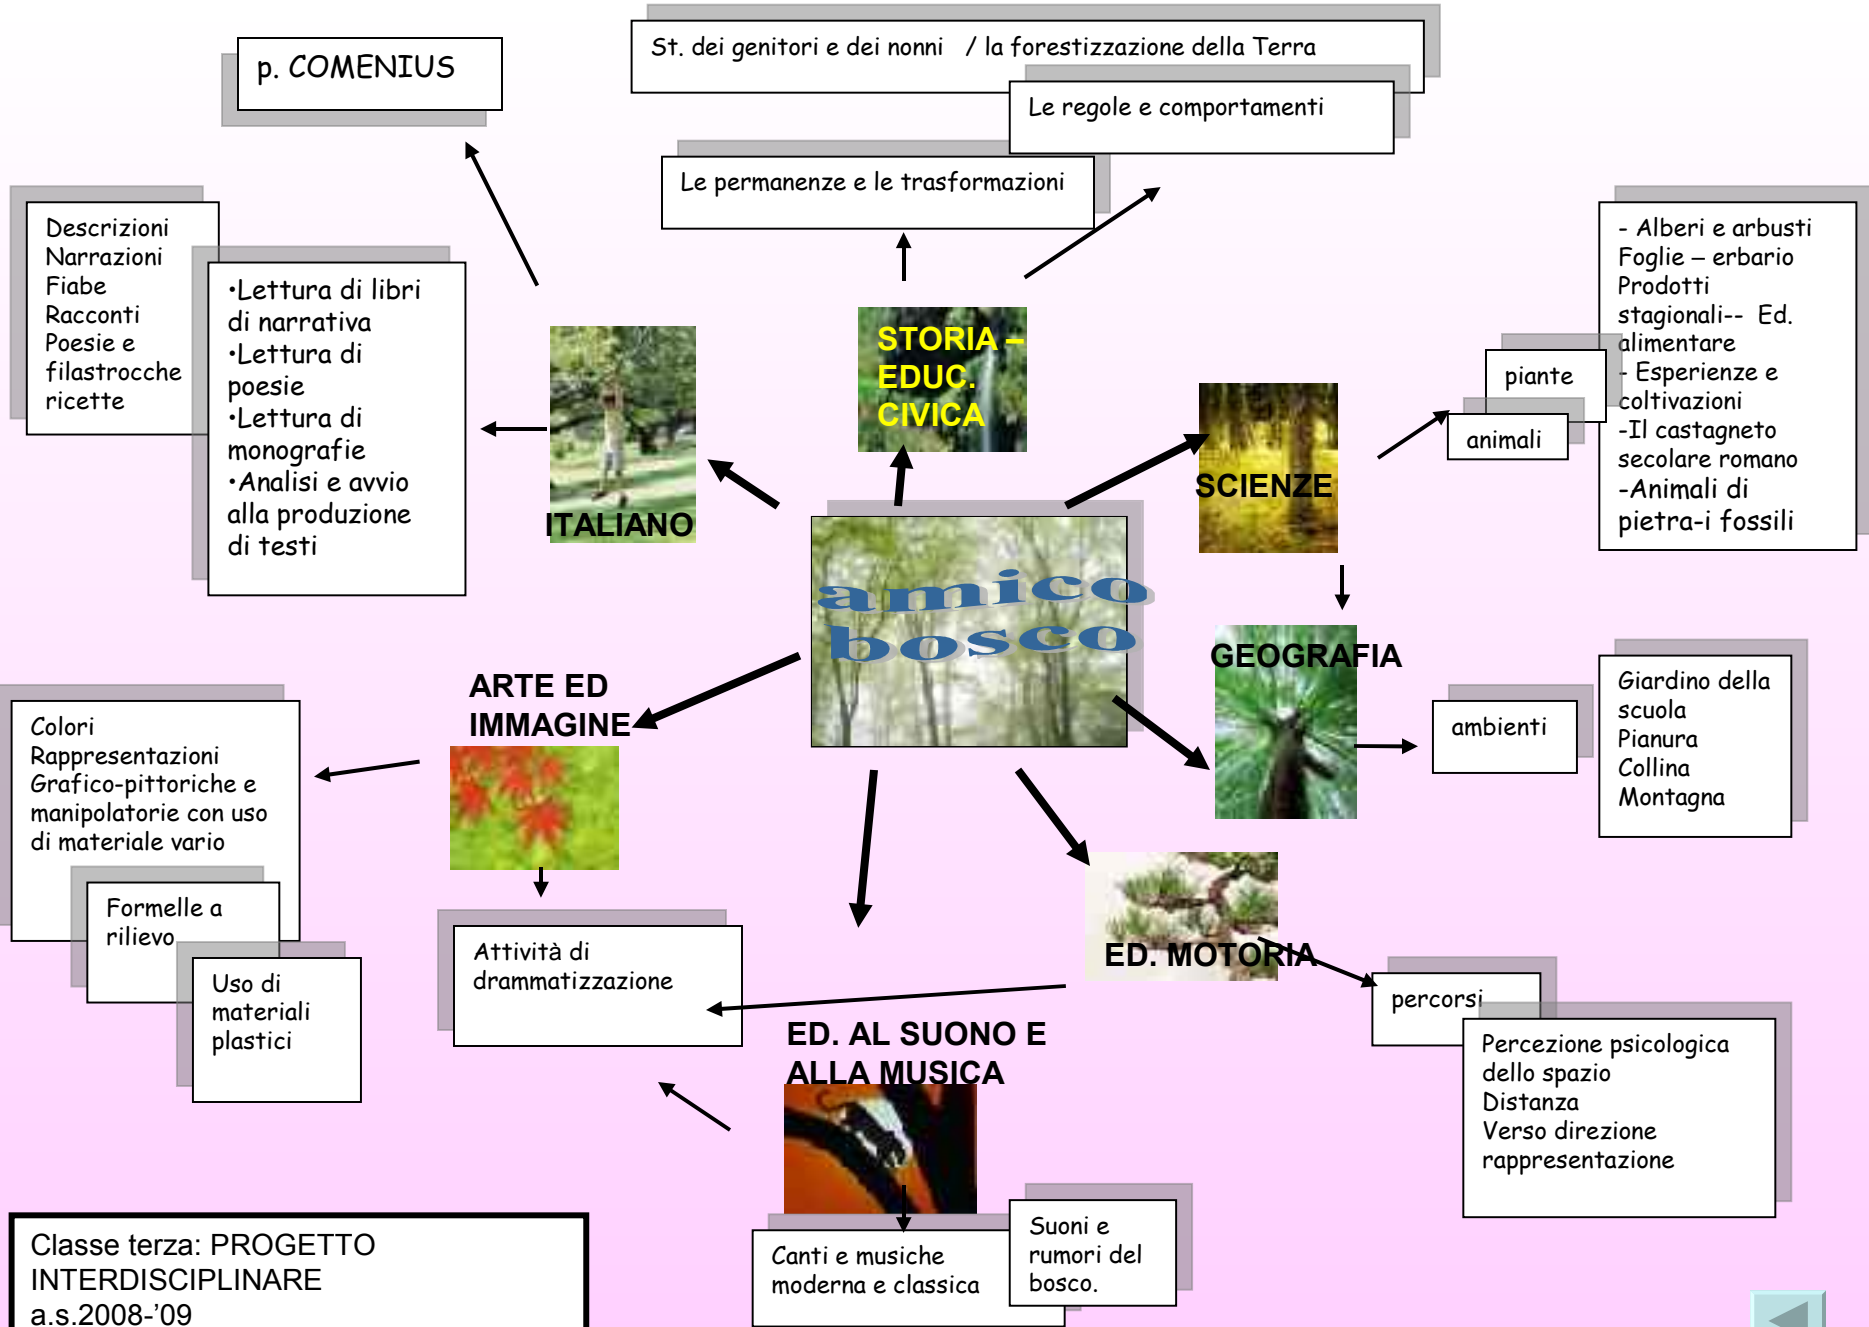 p. COMENIUS
St. dei genitori e dei nonni / la forestizzazione della Terra
Le regole e comportamenti
Le permanenze e le trasformazioni
Descrizioni
Narrazioni
Fiabe
Racconti
Poesie e
filastrocche
ricette
•Lettura di libri
di narrativa
•Lettura di
poesie
•Lettura di
monografie
•Analisi e avvio
alla produzione
di testi
ITALIANO
STORIA –
EDUC.
CIVICA
SCIENZE
piante
animali
- Alberi e arbusti
Foglie – erbario
Prodotti
stagionali-- Ed.
alimentare
- Esperienze e
coltivazioni
-Il castagneto
secolare romano
-Animali di
pietra-i fossili
amico
bosco
GEOGRAFIA
ambienti
Giardino della
scuola
Pianura
Collina
Montagna
ARTE ED
IMMAGINE
Colori
Rappresentazioni
Grafico-pittoriche e
manipolatorie con uso
di materiale vario
Formelle a
rilievo
Uso di
materiali
plastici
Attività di
drammatizzazione
ED. MOTORIA
percorsi
Percezione psicologica
dello spazio
Distanza
Verso direzione
rappresentazione
ED. AL SUONO E
ALLA MUSICA
Canti e musiche
moderna e classica
Suoni e
rumori del
bosco.
Classe terza: PROGETTO
INTERDISCIPLINARE
a.s.2008-’09